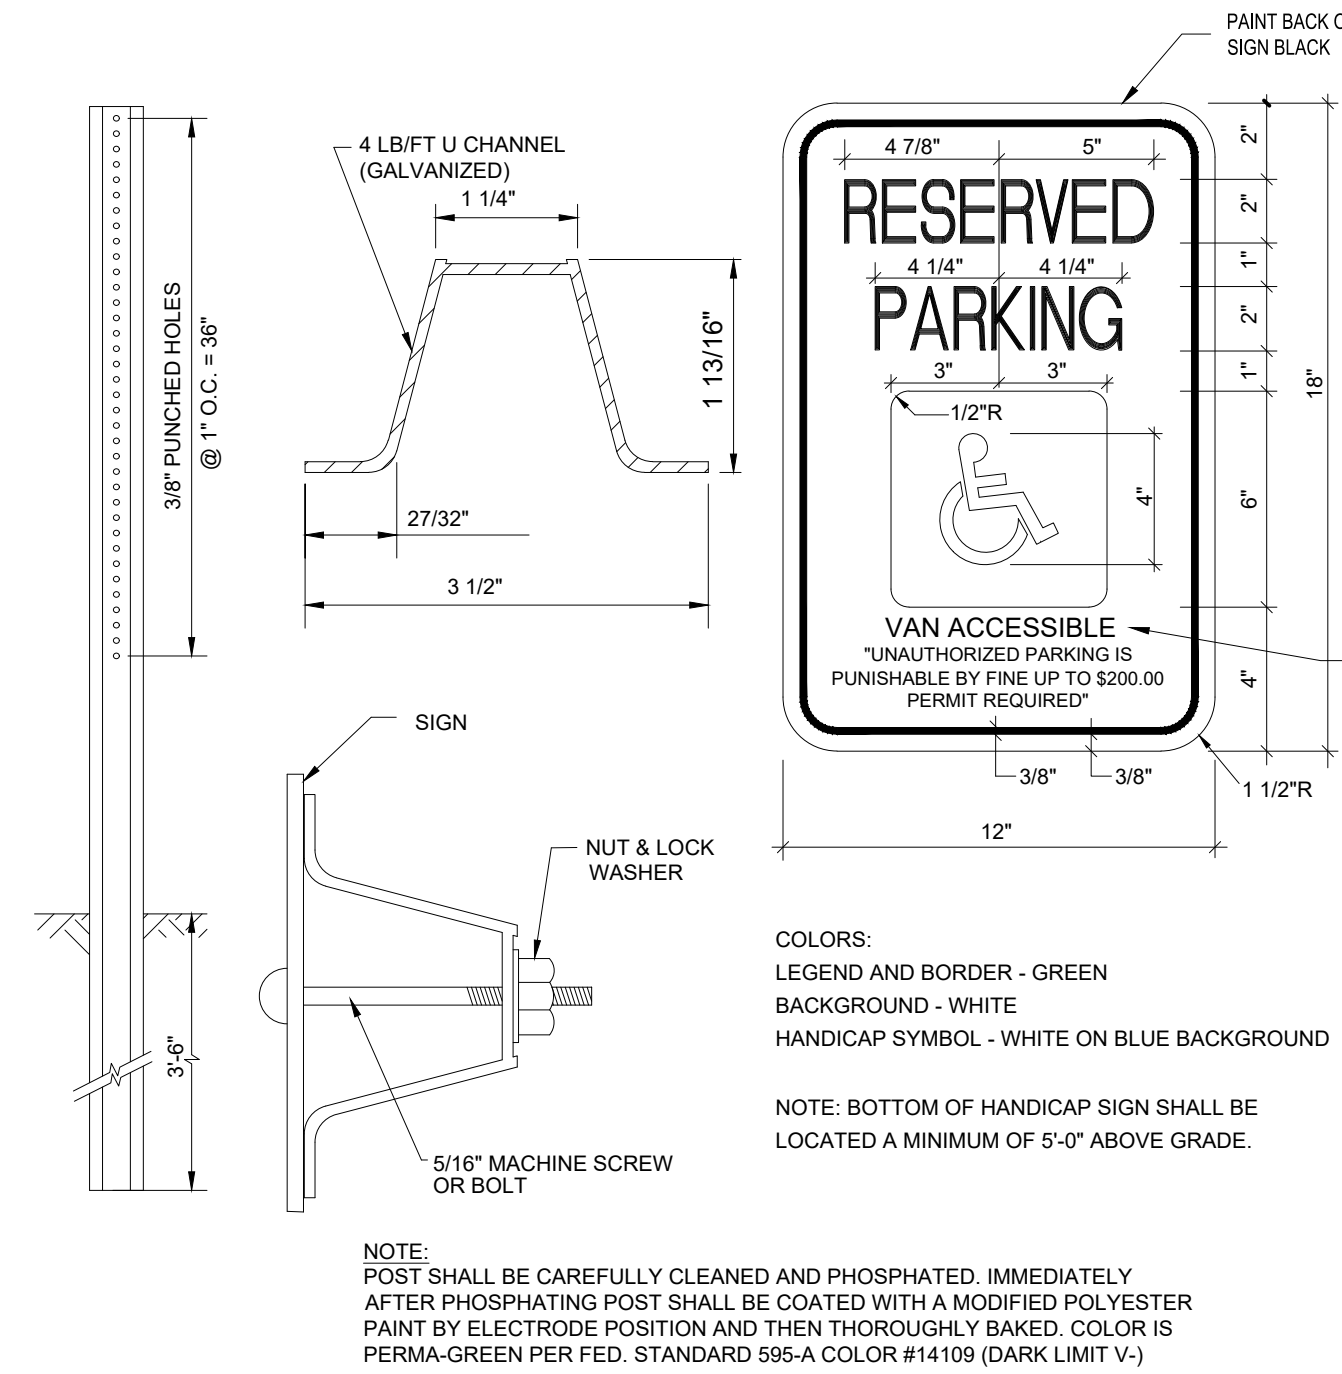 PAINT BACK
SIGN BLACK
4 LB/FT U CHANNEL
(GALVANIZED)
1 1/4"
1 13/16"
27/32"
3 1/2"
3/8" PUNCHED HOLES
@ 1" O.C. = 36"
3'-6"
4 7/8"
5"
RESERVED
4 1/4"
4 1/4"
PARKING
3"
3"
1/2"R
4"
VAN ACCESSIBLE
"UNAUTHORIZED PARKING IS
PUNISHABLE BY FINE UP TO $200.00
PERMIT REQUIRED"
2"
2"
1"
2"
1"
6"
4"
18"
3/8"
3/8"
1 1/2"R
12"
SIGN
NUT & LOCK
WASHER
5/16" MACHINE SCREW
OR BOLT
COLORS:
LEGEND AND BORDER - GREEN
BACKGROUND - WHITE
HANDICAP SYMBOL - WHITE ON BLUE BACKGROUND
NOTE: BOTTOM OF HANDICAP SIGN SHALL BE
LOCATED A MINIMUM OF 5'-0" ABOVE GRADE.
NOTE:
POST SHALL BE CAREFULLY CLEANED AND PHOSPHATED. IMMEDIATELY
AFTER PHOSPHATING POST SHALL BE COATED WITH A MODIFIED POLYESTER
PAINT BY ELECTRODE POSITION AND THEN THOROUGHLY BAKED. COLOR IS
PERMA-GREEN PER FED. STANDARD 595-A COLOR #14109 (DARK LIMIT V-)